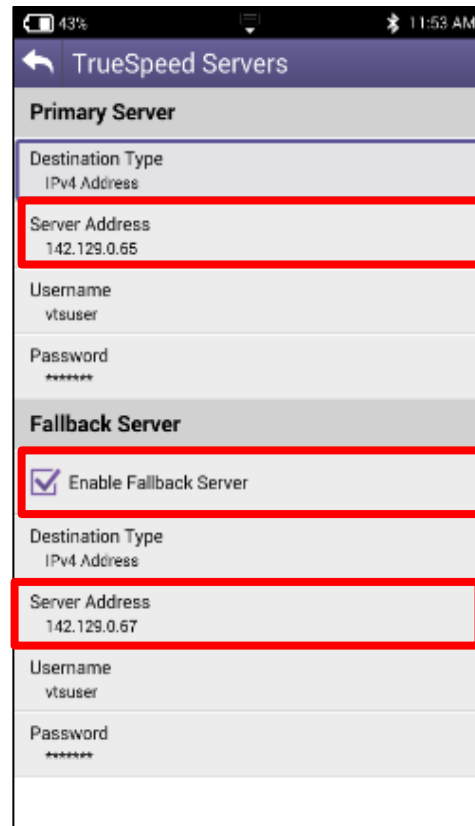 43%
11:53 AM
TrueSpeed Servers
Primary Server
Destination Type
IPv4 Address
Server Address
142.129.0.65
Username
vtsuser
Password
*******
Fallback Server
Enable Fallback Server
Destination Type
IPv4 Address
Server Address
142.129.0.67
Username
vtsuser
Password
*******